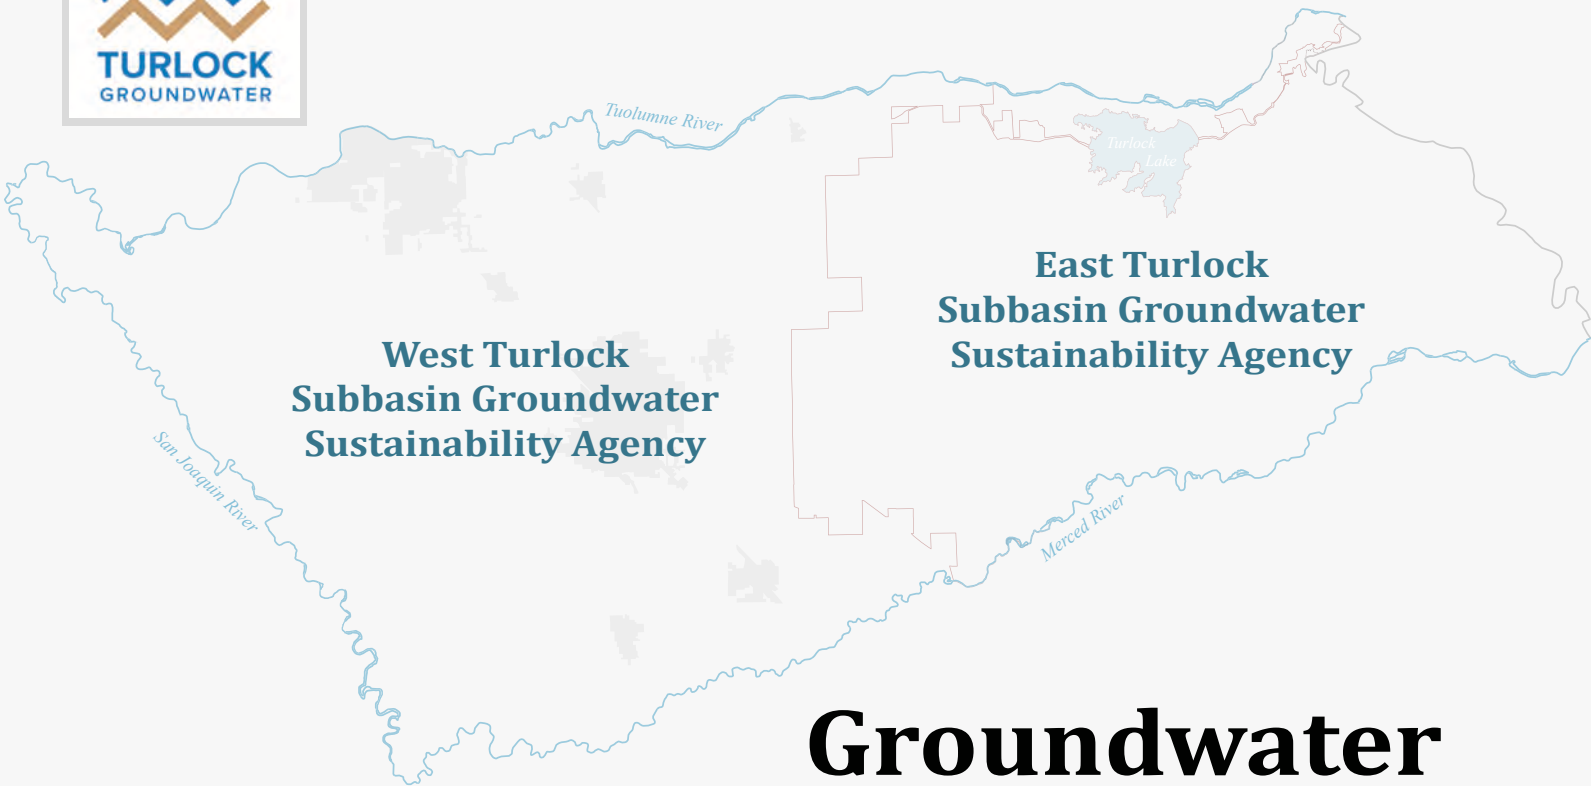 TURLOCK
GROUNDWATER
Tuolumne River
Turlock
Lake
East Turlock
Subbasin Groundwater
Sustainability Agency
West Turlock
Subbasin Groundwater
Sustainability Agency
San Joaquin River
Merced River
Groundwater